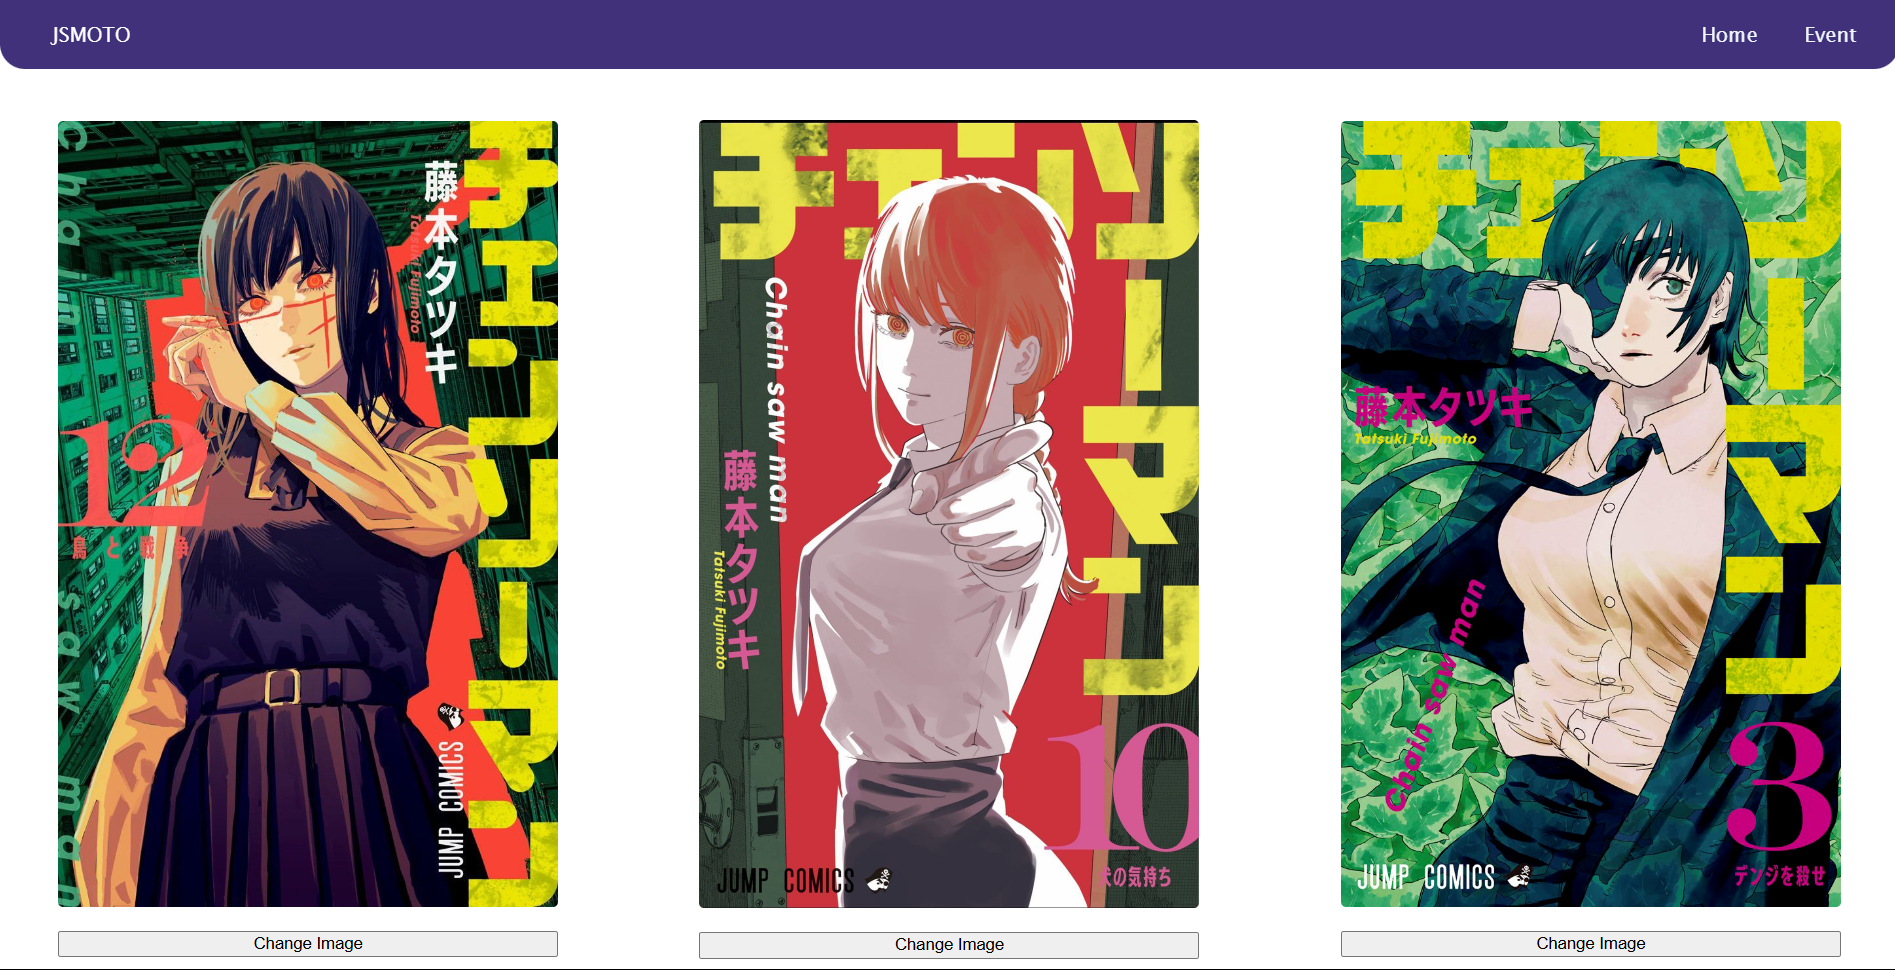 JSMOTO
Home
Event
chain saw man
藤本タツキ
Tatsuki Fujimoto
チェンソーマン
12
鳥と戦争
JUMP COMICS
チェンソーマン
Chain saw man
藤本タツキ
Tatsuki Fujimoto
10
犬の気持ち
JUMP COMICS
チェンソーマン
藤本タツキ
Tatsuki Fujimoto
Chain saw man
3
デンジを殺せ
JUMP COMICS
Change Image
Change Image
Change Image